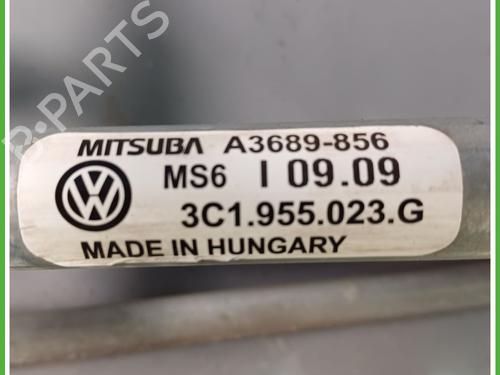 B-PARTS
MITSUBA A3689-856
MS6 I 09.09
3C1.955.023.G
MADE IN HUNGARY